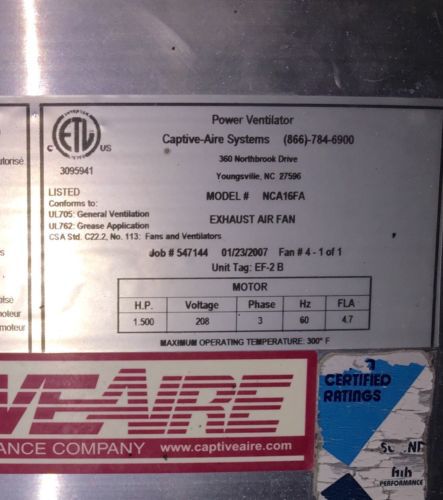 autorisé
s
alse
moteur
moteur
ETL
C US
3095941
LISTED
Conforms to:
UL705: General Ventilation
UL762: Grease Application
CSA Std. C22.2, No. 113: Fans and Ventilators
Power Ventilator
Captive-Aire Systems (866)-784-6900
360 Northbrook Drive
Youngsville, NC 27596
MODEL # NCA16FA
EXHAUST AIR FAN
Job # 547144 01/23/2007 Fan # 4 - 1 of 1
Unit Tag: EF-2 B
MOTOR
H.P. Voltage Phase Hz FLA
1.500 208 3 60 4.7
MAXIMUM OPERATING TEMPERATURE: 300° F
VEAIRE
NANCE COMPANY www.captiveaire.com
CERTIFIED
RATINGS
PERFORMANCE